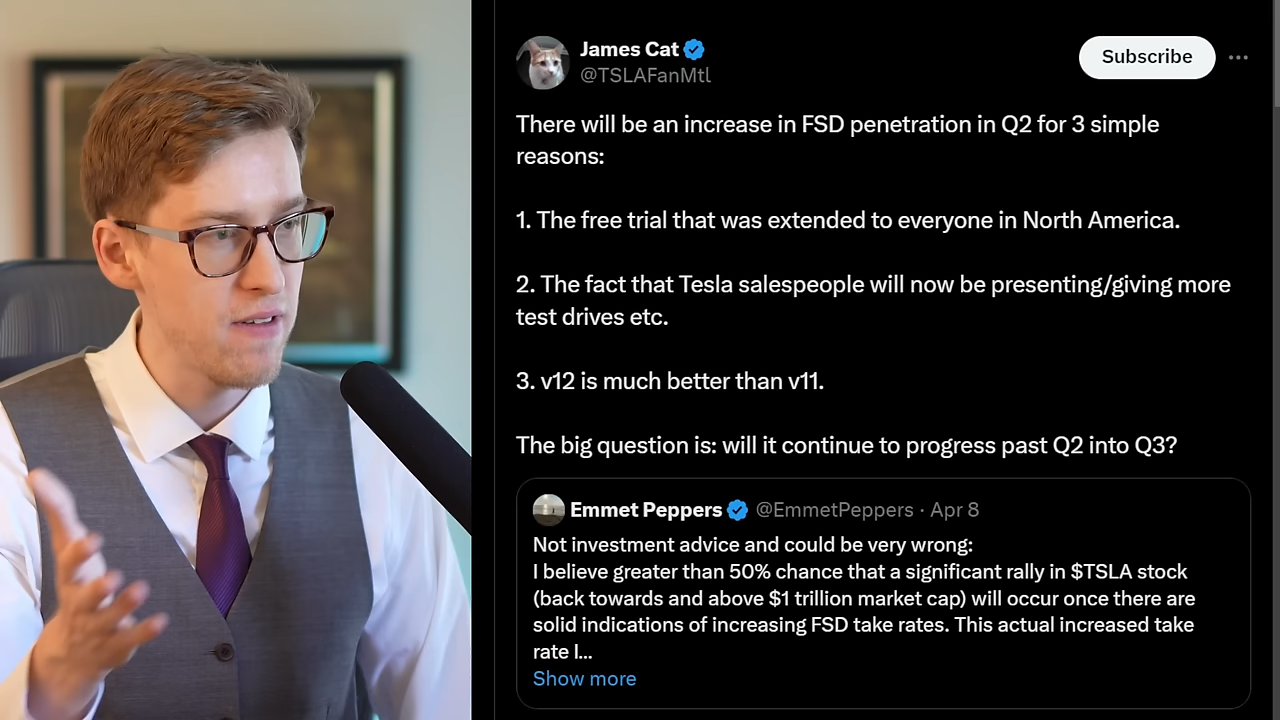 James Cat
@TSLAFanMtl
Subscribe
There will be an increase in FSD penetration in Q2 for 3 simple
reasons:
1. The free trial that was extended to everyone in North America.
2. The fact that Tesla salespeople will now be presenting/giving more
test drives etc.
3. v12 is much better than v11.
The big question is: will it continue to progress past Q2 into Q3?
Emmet Peppers @EmmetPeppers · Apr 8
Not investment advice and could be very wrong:
I believe greater than 50% chance that a significant rally in $TSLA stock
(back towards and above $1 trillion market cap) will occur once there are
solid indications of increasing FSD take rates. This actual increased take
rate I...
Show more